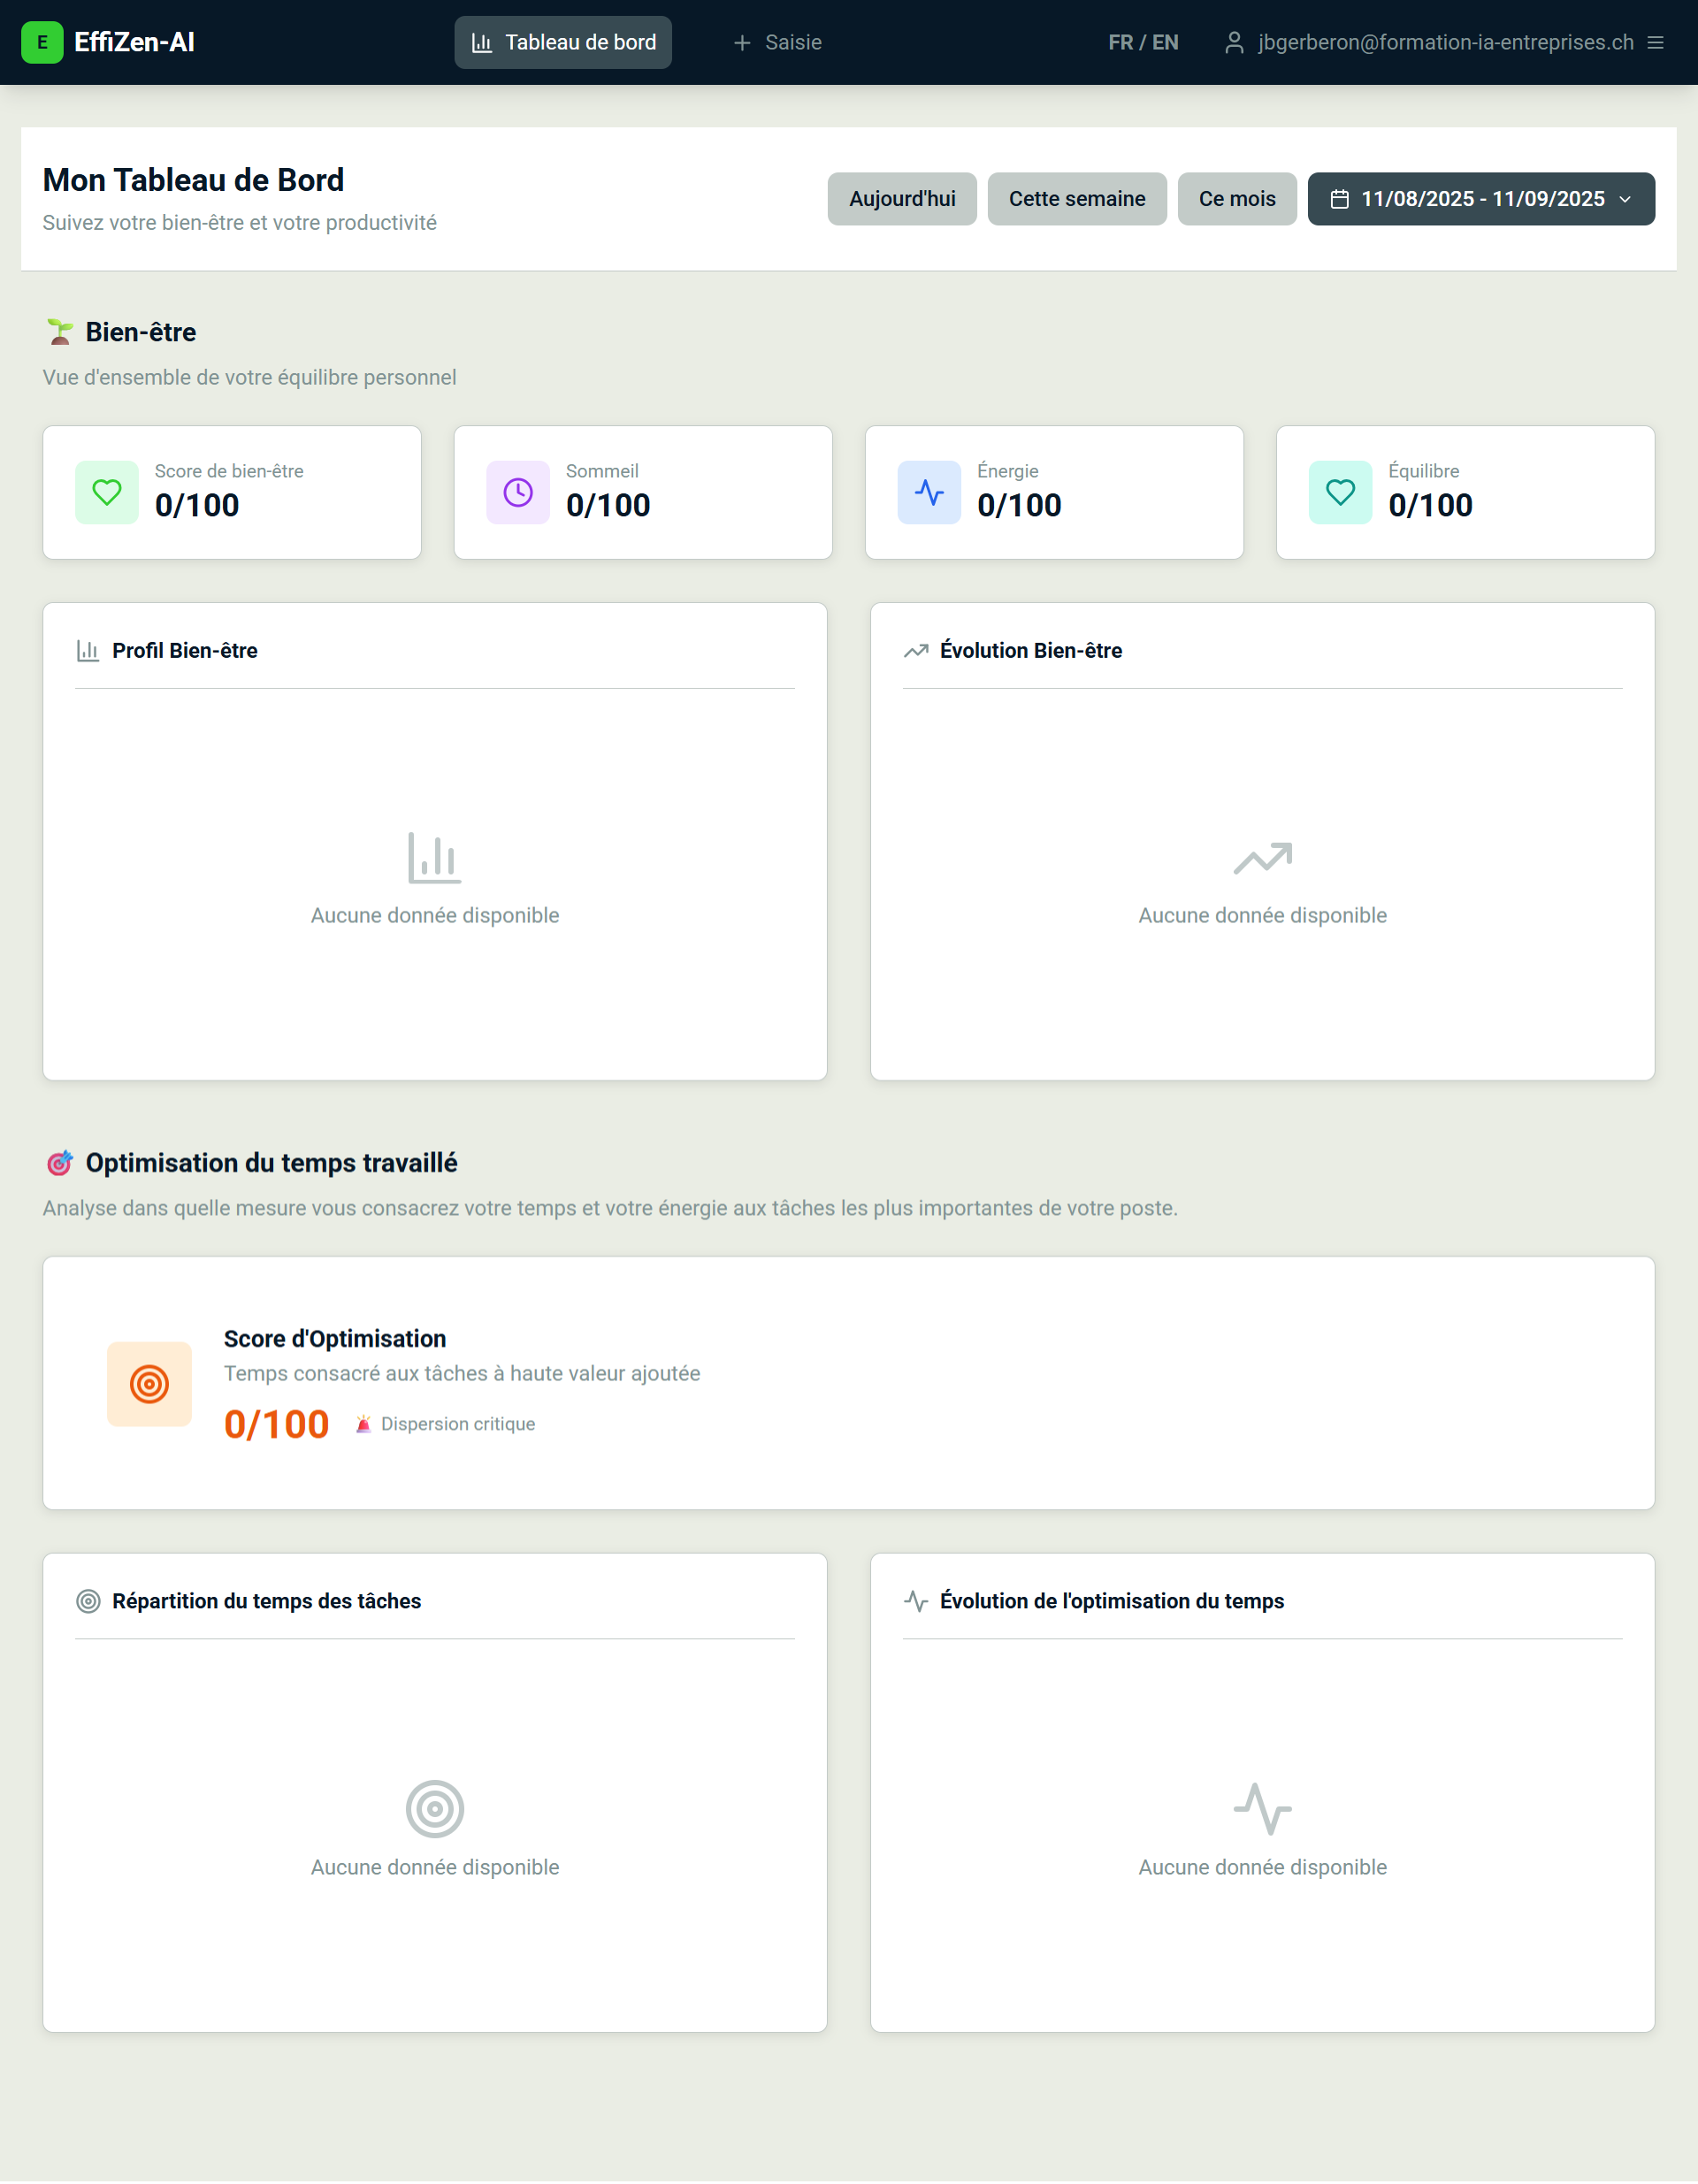 E EffiZen-AI
Tableau de bord
Saisie
FR / EN
jbgerberon@formation-ia-entreprises.ch
Mon Tableau de Bord
Suivez votre bien-être et votre productivité
Aujourd'hui
Cette semaine
Ce mois
11/08/2025 - 11/09/2025
Bien-être
Vue d'ensemble de votre équilibre personnel
Score de bien-être
0/100
Sommeil
0/100
Énergie
0/100
Équilibre
0/100
Profil Bien-être
Aucune donnée disponible
Évolution Bien-être
Aucune donnée disponible
Optimisation du temps travaillé
Analyse dans quelle mesure vous consacrez votre temps et votre énergie aux tâches les plus importantes de votre poste.
Score d'Optimisation
Temps consacré aux tâches à haute valeur ajoutée
0/100
Dispersion critique
Répartition du temps des tâches
Aucune donnée disponible
Évolution de l'optimisation du temps
Aucune donnée disponible